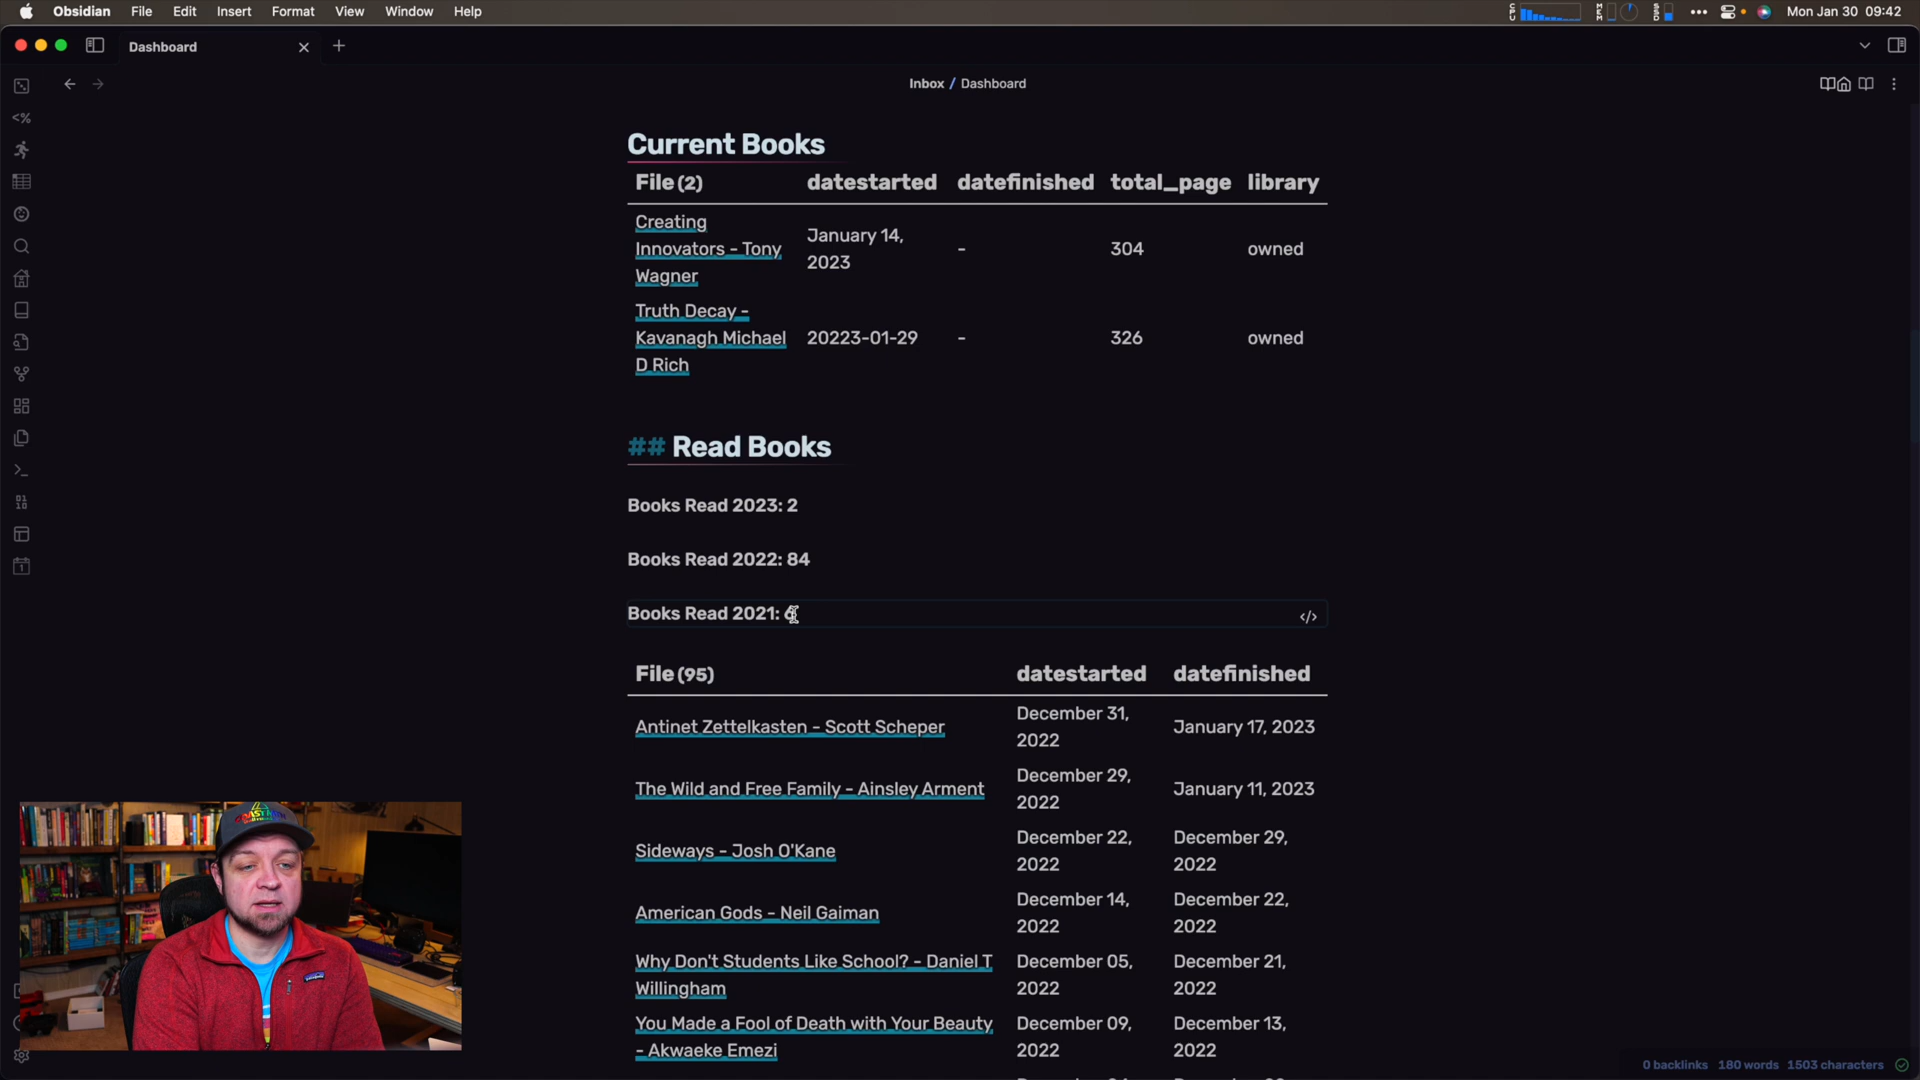 Obsidian File Edit Insert Format View Window Help
CPU MEM SSD Mon Jan 30 09:42
Dashboard
Inbox / Dashboard
Current Books
File (2) datestarted datefinished total_page library
Creating
Innovators - Tony
Wagner
January 14,
2023
- 304 owned
Truth Decay -
Kavanagh Michael
D Rich
20223-01-29 - 326 owned
## Read Books
Books Read 2023: 2
Books Read 2022: 84
Books Read 2021:
</>
File (95) datestarted datefinished
Antinet Zettelkasten - Scott Scheper
December 31,
2022
January 17, 2023
The Wild and Free Family - Ainsley Arment
December 29,
2022
January 11, 2023
Sideways - Josh O'Kane
December 22,
2022
December 29,
2022
American Gods - Neil Gaiman
December 14,
2022
December 22,
2022
Why Don't Students Like School? - Daniel T
Willingham
December 05,
2022
December 21,
2022
You Made a Fool of Death with Your Beauty
- Akwaeke Emezi
December 09,
2022
December 13,
2022
0 backlinks 180 words 1503 characters